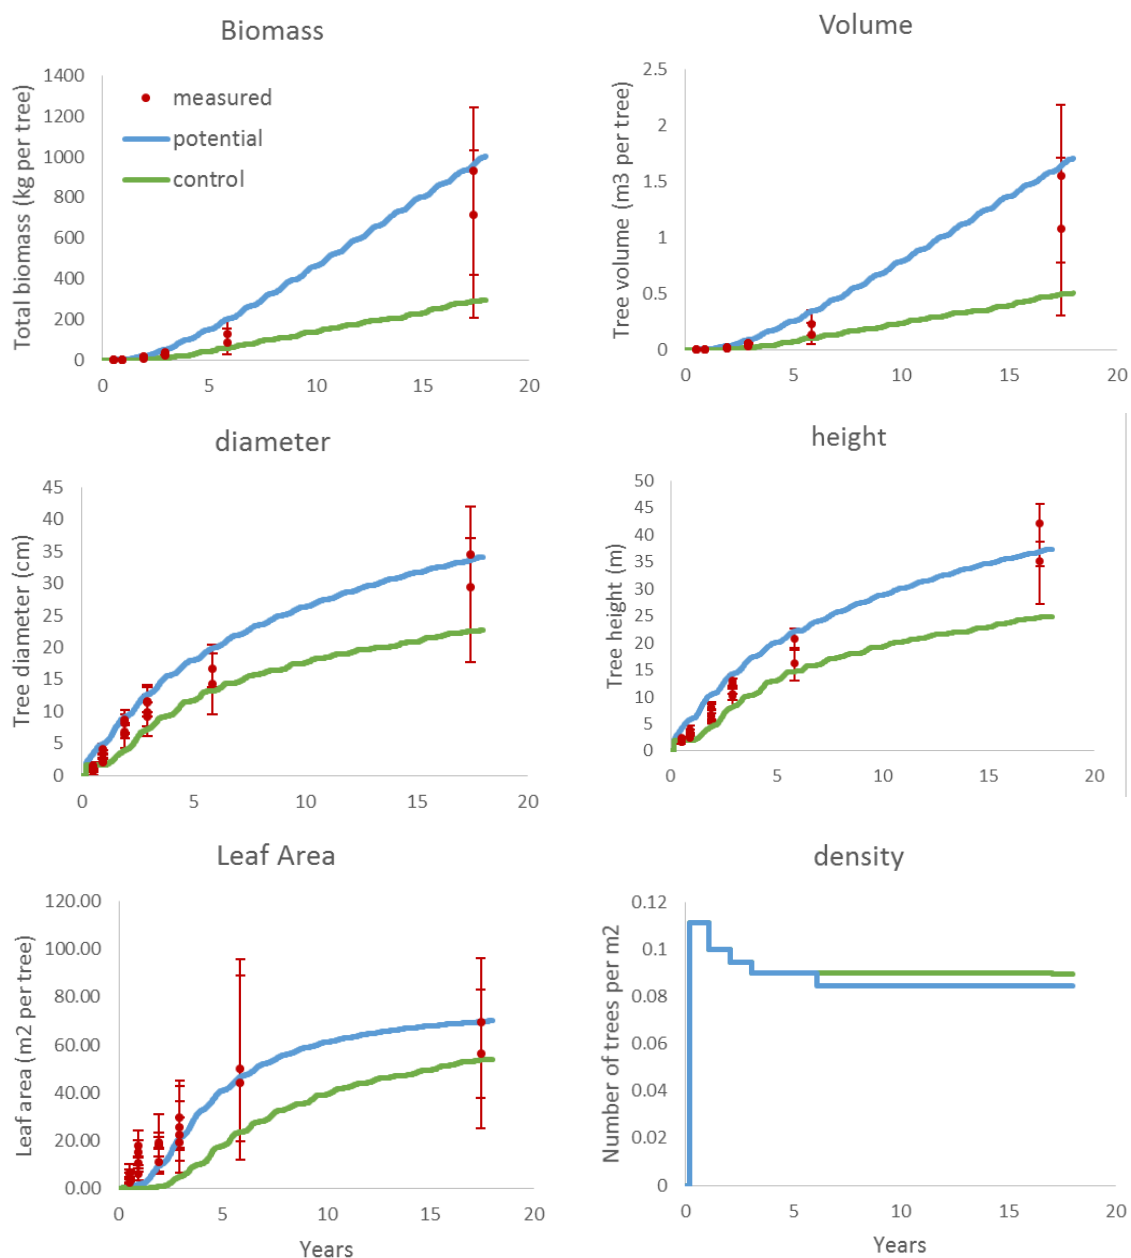 Biomass
Total biomass (kg per tree)
1400
1200
1000
800
600
400
200
0
measured
potential
control
0 5 10 15 20
Volume
Tree volume (m3 per tree)
2.5
2
1.5
1
0.5
0
0 5 10 15 20
diameter
Tree diameter (cm)
45
40
35
30
25
20
15
10
5
0
0 5 10 15 20
height
Tree height (m)
50
45
40
35
30
25
20
15
10
5
0
0 5 10 15 20
Leaf Area
Leaf area (m2 per tree)
120.00
100.00
80.00
60.00
40.00
20.00
0.00
0 5 10 15 20
Years
density
Number of trees per m2
0.12
0.1
0.08
0.06
0.04
0.02
0
0 5 10 15 20
Years